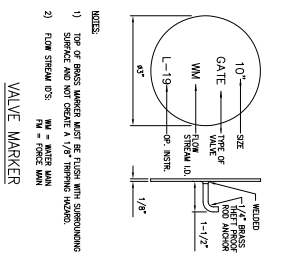 10" SIZE
GATE TYPE OF VALVE
WM FLOW STREAM I.D.
L-19 OP. INSTR.
ø3"
WELDED
1/4" BRASS
THEFT PROOF
ROD ANCHOR
1-1/2"
1/8"
NOTES:
1) TOP OF BRASS MARKER MUST BE FLUSH WITH SURROUNDING
SURFACE AND NOT CREATE A 1/8 TRIPPING HAZARD.
2) FLOW STREAM ID'S: WM = WATER MAIN
FM = FORCE MAIN
VALVE MARKER